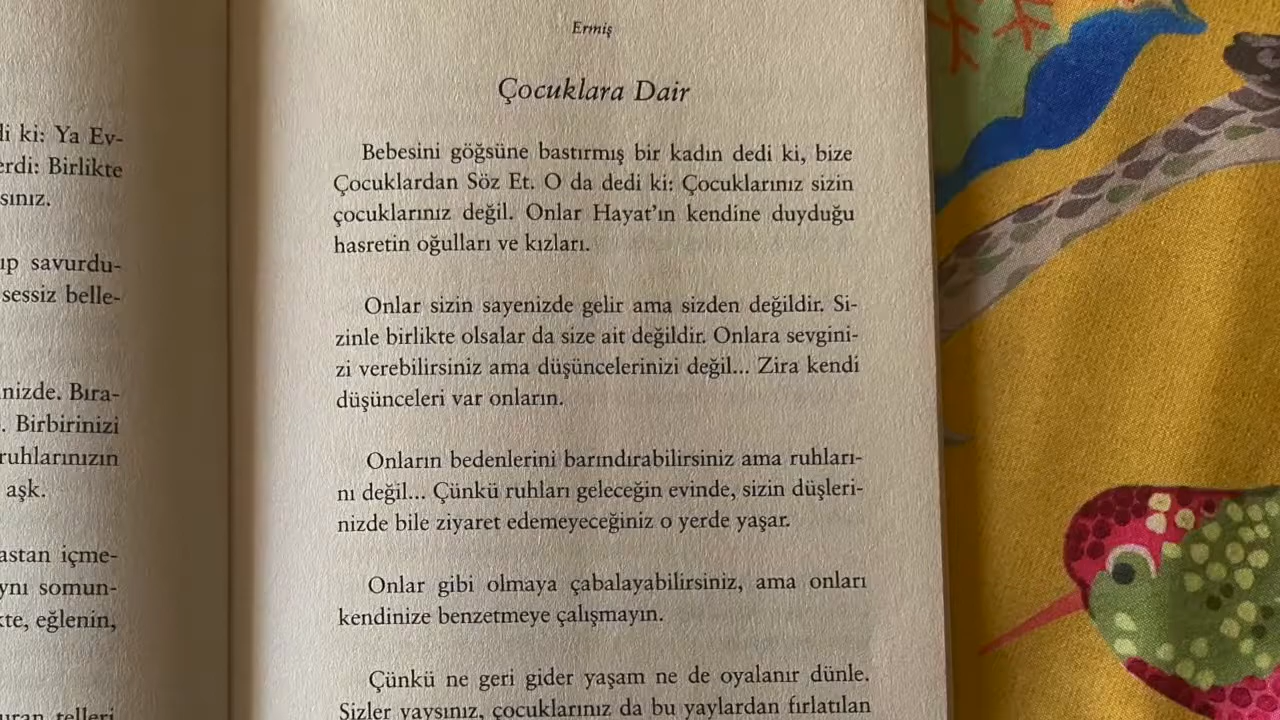 di ki: Ya Ev-
erdi: Birlikte
sınız.
ıp savurdu-
sessiz belle-
nizde. Bıra-
. Birbirinizi
ruhlarınızın
aşk.
astan içme-
ynı somun-
kte, eğlenin,
uran telleri
Ermiş
Çocuklara Dair
Bebesini göğsüne bastırmış bir kadın dedi ki, bize
Çocuklardan Söz Et. O da dedi ki: Çocuklarınız sizin
çocuklarınız değil. Onlar Hayat’ın kendine duyduğu
hasretin oğulları ve kızları.
Onlar sizin sayenizde gelir ama sizden değildir. Si-
zinle birlikte olsalar da size ait değildir. Onlara sevgini-
zi verebilirsiniz ama düşüncelerinizi değil... Zira kendi
düşünceleri var onların.
Onların bedenlerini barındırabilirsiniz ama ruhları-
nı değil... Çünkü ruhları geleceğin evinde, sizin düşleri-
nizde bile ziyaret edemeyeceğiniz o yerde yaşar.
Onlar gibi olmaya çabalayabilirsiniz, ama onları
kendinize benzetmeye çalışmayın.
Çünkü ne geri gider yaşam ne de oyalanır dünle.
Sizler yaysınız, çocuklarınız da bu yaylardan fırlatılan